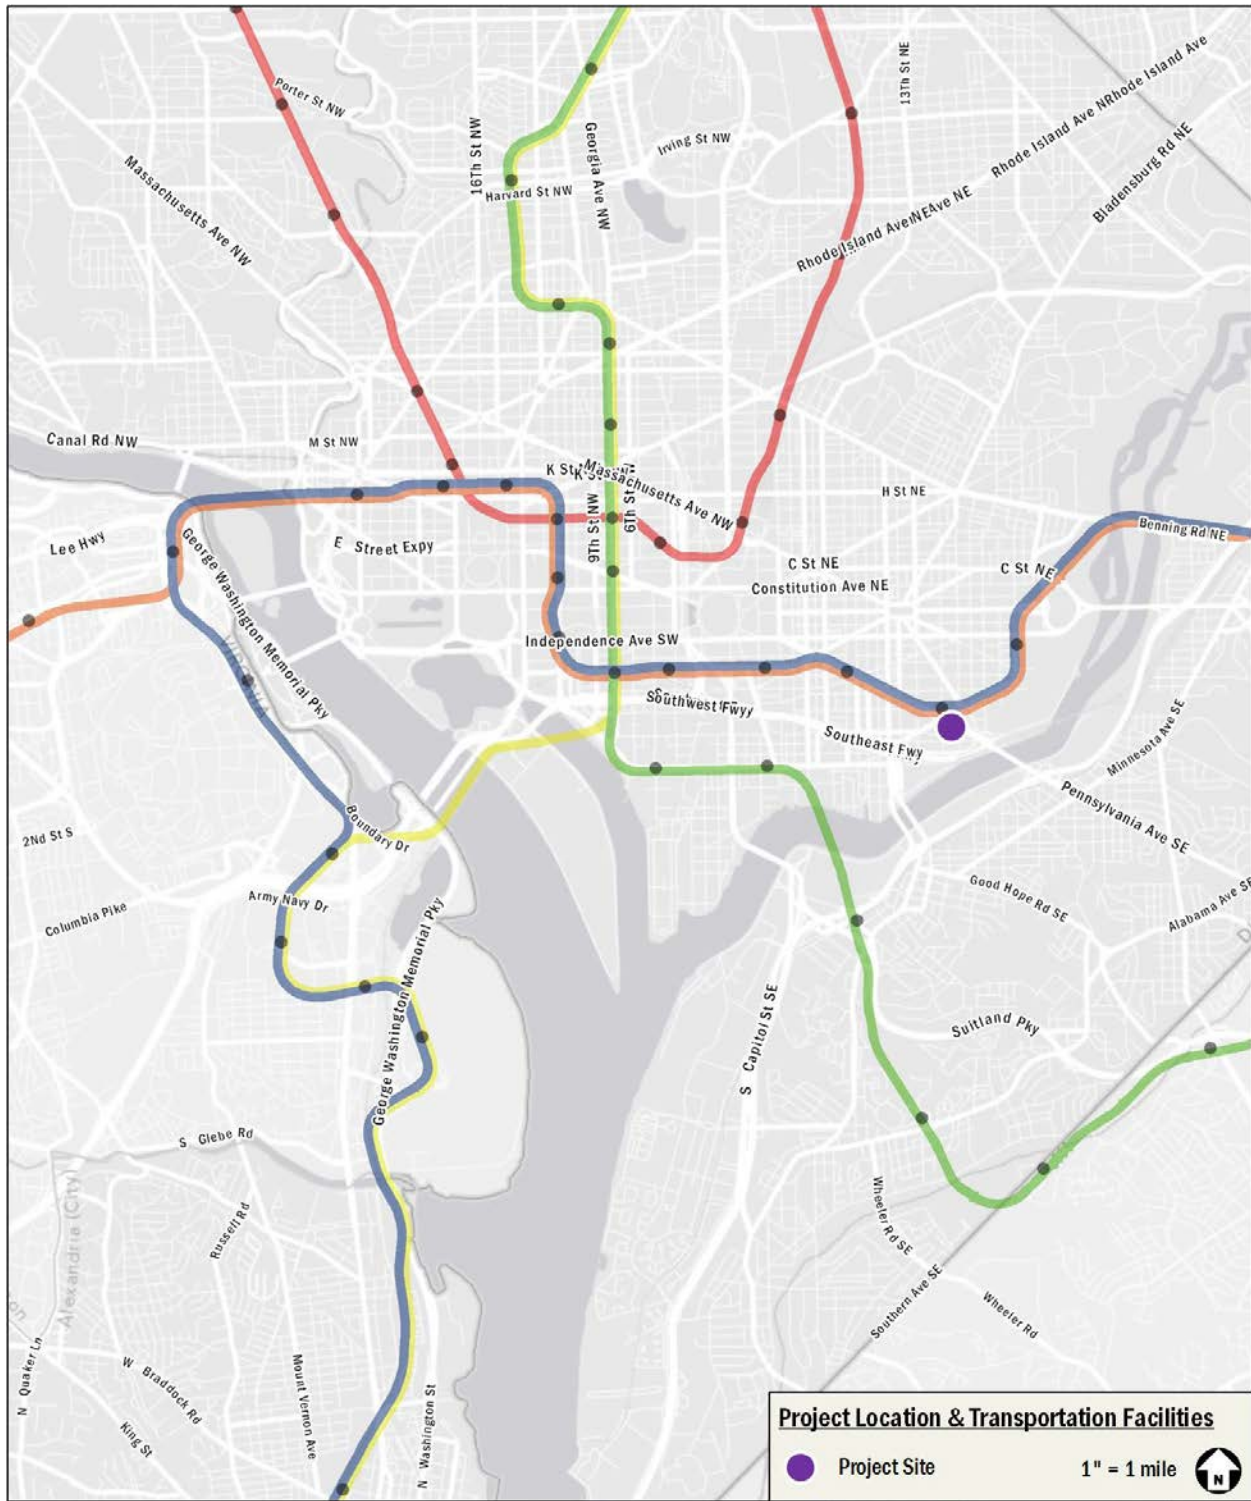 Porter St NW
16Th St NW
Georgia Ave NW
Irving St NW
13Th St NE
Rhode Island Ave NRhode Island Ave
Bladensburg Rd NE
Massachusetts Ave NW
Harvard St NW
Rhode Island Ave NE Ave NE
Canal Rd NW
M St NW
K St
K St
Massachusetts Ave NW
H St NE
9Th St NW
6Th St NW
Lee Hwy
E Street Expy
Benning Rd NE
C St NE
C St NE
Constitution Ave NE
George Washington Memorial Pky
VIRGINIA
Independence Ave SW
Southwest Fwy
Southeast Fwy
Minnesota Ave SE
Pennsylvania Ave SE
2Nd St S
Boundary Dr
Columbia Pike
Army Navy Dr
Good Hope Rd SE
Alabama Ave SE
George Washington Memorial Pky
S Capitol St SE
Suitland Pky
S Glebe Rd
Alexandria (City)
Russell Rd
Wheeler Rd SE
Southern Ave SE
Wheeler Rd
N Quaker Ln
W Braddock Rd
King St
Mount Vernon Ave
N Washington St
Project Location & Transportation Facilities
Project Site
1" = 1 mile
N